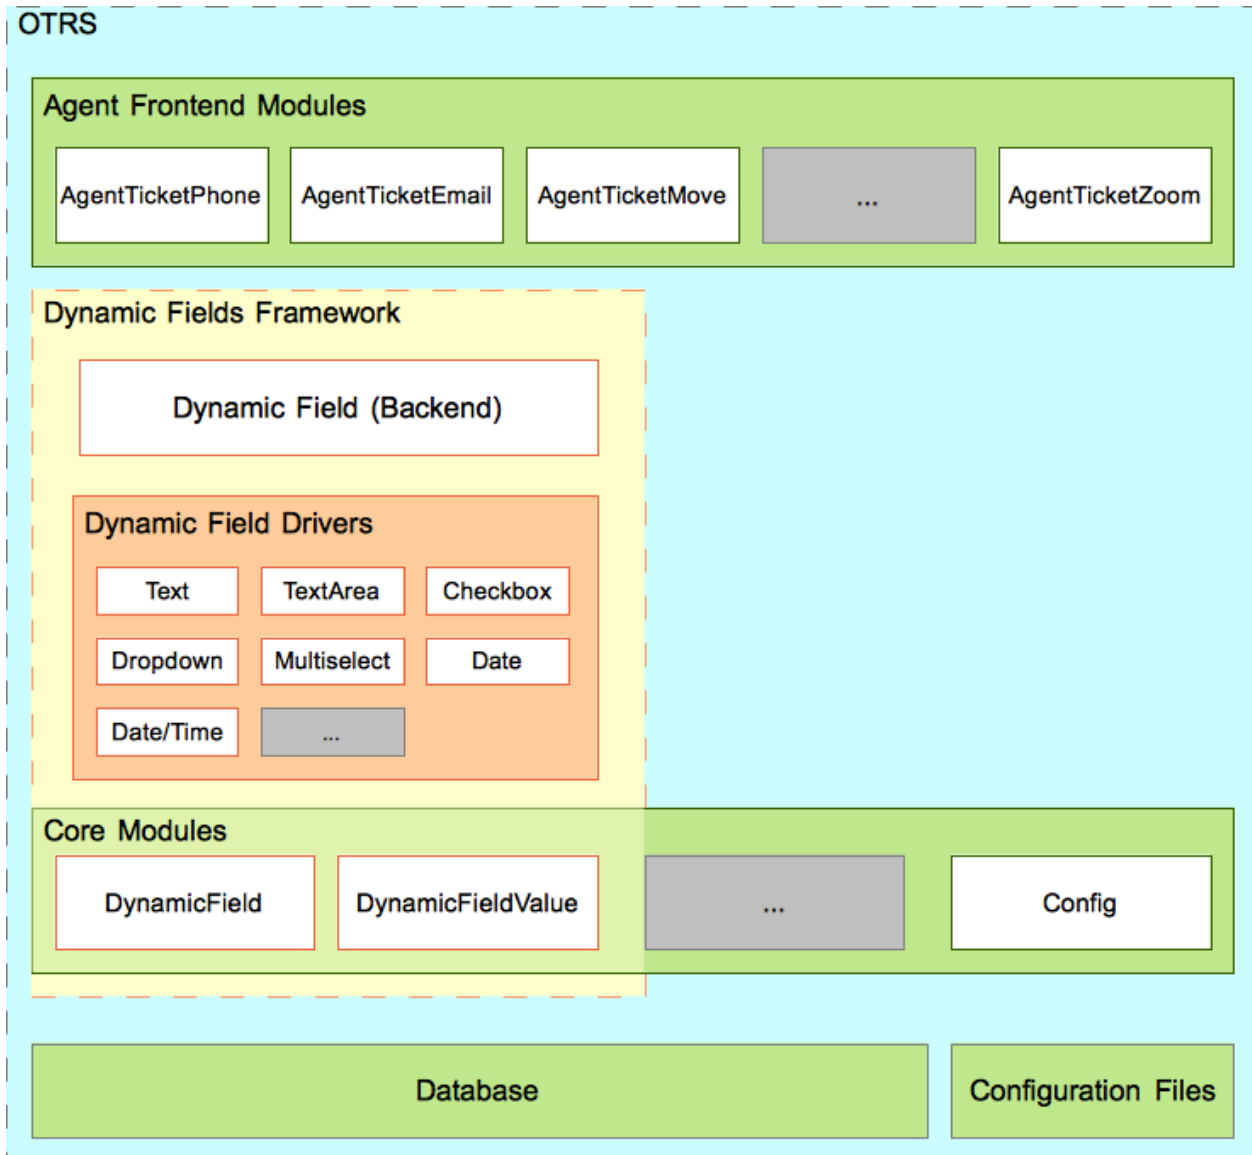 OTRS
Agent Frontend Modules
AgentTicketPhone
AgentTicketEmail
AgentTicketMove
...
AgentTicketZoom
Dynamic Fields Framework
Dynamic Field (Backend)
Dynamic Field Drivers
Text
TextArea
Checkbox
Dropdown
Multiselect
Date
Date/Time
...
Core Modules
DynamicField
DynamicFieldValue
...
Config
Database
Configuration Files